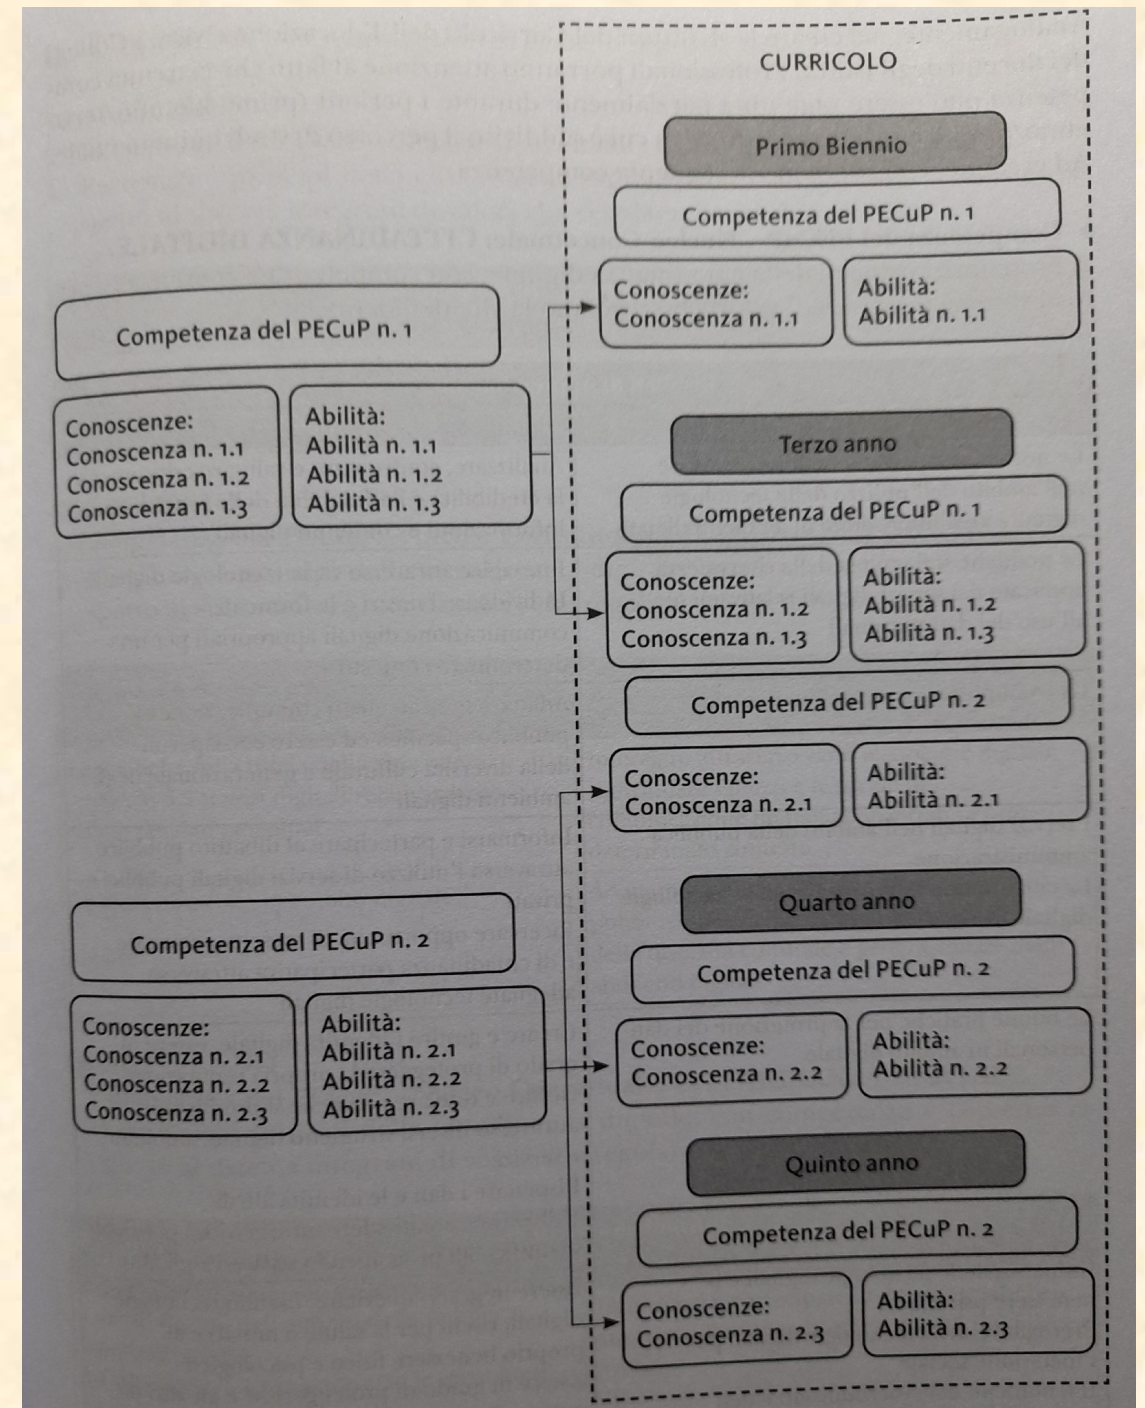 CURRICOLO
Primo Biennio
Competenza del PECuP n. 1
Conoscenze:
Conoscenza n. 1.1
Abilità:
Abilità n. 1.1
Competenza del PECuP n. 1
Conoscenze:
Conoscenza n. 1.1
Conoscenza n. 1.2
Conoscenza n. 1.3
Abilità:
Abilità n. 1.1
Abilità n. 1.2
Abilità n. 1.3
Terzo anno
Competenza del PECuP n. 1
Conoscenze:
Conoscenza n. 1.2
Conoscenza n. 1.3
Abilità:
Abilità n. 1.2
Abilità n. 1.3
Competenza del PECuP n. 2
Conoscenze:
Conoscenza n. 2.1
Abilità:
Abilità n. 2.1
Competenza del PECuP n. 2
Conoscenze:
Conoscenza n. 2.1
Conoscenza n. 2.2
Conoscenza n. 2.3
Abilità:
Abilità n. 2.1
Abilità n. 2.2
Abilità n. 2.3
Quarto anno
Competenza del PECuP n. 2
Conoscenze:
Conoscenza n. 2.2
Abilità:
Abilità n. 2.2
Quinto anno
Competenza del PECuP n. 2
Conoscenze:
Conoscenza n. 2.3
Abilità:
Abilità n. 2.3